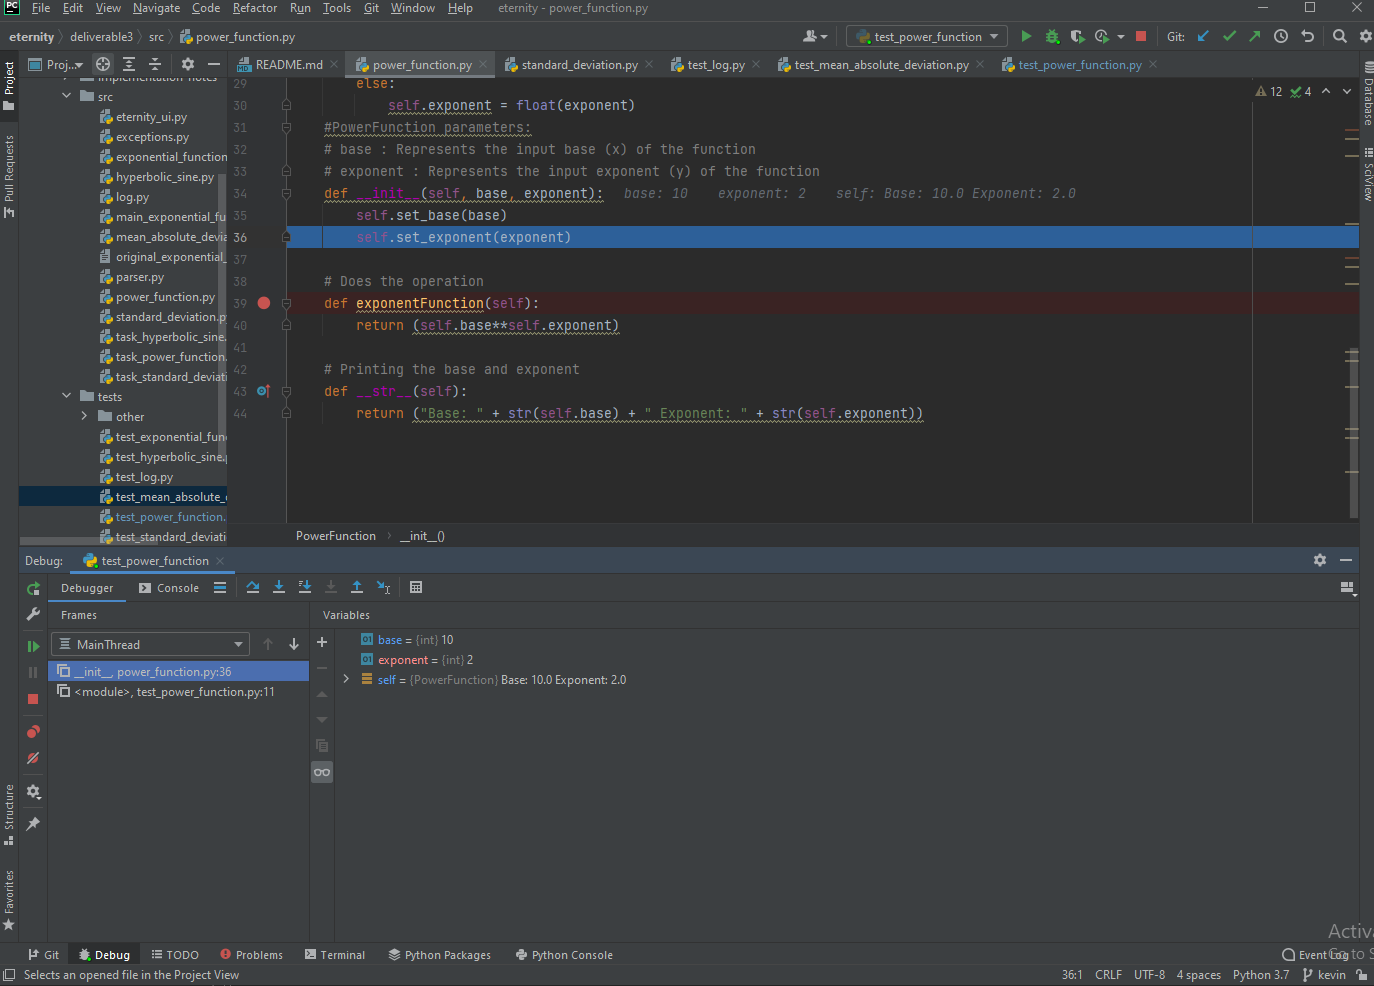 PC File Edit View Navigate Code Refactor Run Tools Git Window Help eternity - power_function.py
eternity deliverable3 src power_function.py test_power_function Git:
Project
Pull Requests
Structure
Favorites
Proj...
README.md power_function.py standard_deviation.py test_log.py test_mean_absolute_deviation.py test_power_function.py
Database
SciView
src
eternity_ui.py
exceptions.py
exponential_function
hyperbolic_sine.py
log.py
main_exponential_fu
mean_absolute_devia
original_exponential_
parser.py
power_function.py
standard_deviation.p
task_hyperbolic_sine.
task_power_function.
task_standard_deviati
tests
other
test_exponential_fun
test_hyperbolic_sine.p
test_log.py
test_mean_absolute_
test_power_function.
test_standard_deviati
12 4
29 else:
30 self.exponent = float(exponent)
31 #PowerFunction parameters:
32 # base : Represents the input base (x) of the function
33 # exponent : Represents the input exponent (y) of the function
34 def __init__(self, base, exponent): base: 10 exponent: 2 self: Base: 10.0 Exponent: 2.0
35 self.set_base(base)
36 self.set_exponent(exponent)
37
38 # Does the operation
39 def exponentFunction(self):
40 return (self.base**self.exponent)
41
42 # Printing the base and exponent
43 def __str__(self):
44 return ("Base: " + str(self.base) + " Exponent: " + str(self.exponent))
PowerFunction __init__()
Debug: test_power_function
Debugger Console
Frames Variables
MainThread
__init__, power_function.py:36
<module>, test_power_function.py:11
base = {int} 10
exponent = {int} 2
self = {PowerFunction} Base: 10.0 Exponent: 2.0
Activa
Go to S
Git Debug TODO Problems Terminal Python Packages Python Console Event Log
Selects an opened file in the Project View 36:1 CRLF UTF-8 4 spaces Python 3.7 kevin